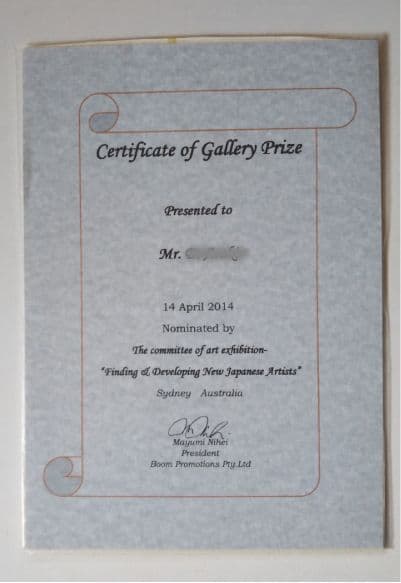 Certificate of Gallery Prize
Presented to
Mr.
14 April 2014
Nominated by
The committee of art exhibition-
"Finding & Developing New Japanese Artists"
Sydney Australia
Mayumi Nihei
President
Boom Promotions Pty.Ltd